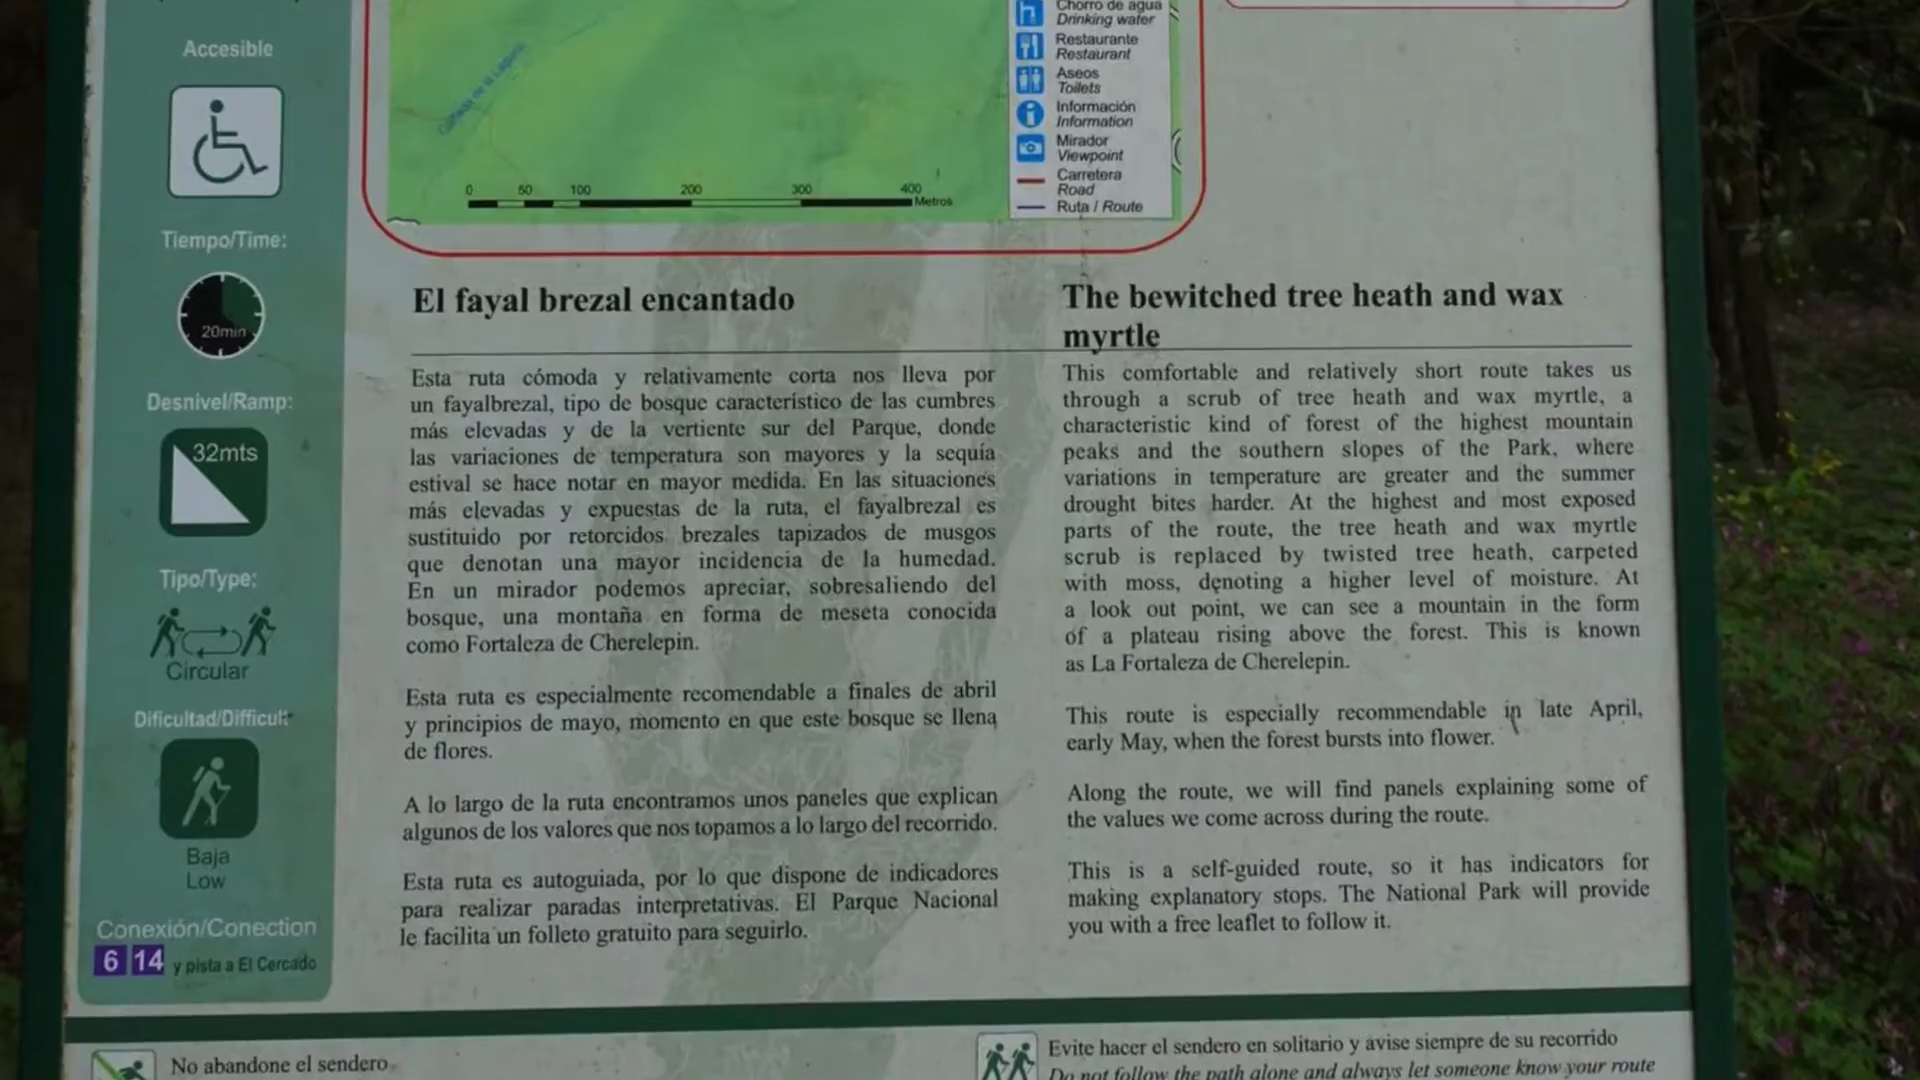 Accesible
Tiempo/Time:
20min
Desnivel/Ramp:
32mts
Tipo/Type:
Circular
Dificultad/Dificult
Baja
Low
Conexión/Conection
6 14 y pista a El Cercado
0 50 100 200 300 400
Metros
Chorro de agua
Drinking water
Restaurante
Restaurant
Aseos
Toilets
Información
Information
Mirador
Viewpoint
Carretera
Road
Ruta / Route
El fayal brezal encantado
Esta ruta cómoda y relativamente corta nos lleva por
un fayalbrezal, tipo de bosque característico de las cumbres
más elevadas y de la vertiente sur del Parque, donde
las variaciones de temperatura son mayores y la sequía
estival se hace notar en mayor medida. En las situaciones
más elevadas y expuestas de la ruta, el fayalbrezal es
sustituido por retorcidos brezales tapizados de musgos
que denotan una mayor incidencia de la humedad.
En un mirador podemos apreciar, sobresaliendo del
bosque, una montaña en forma de meseta conocida
como Fortaleza de Cherelepin.
Esta ruta es especialmente recomendable a finales de abril
y principios de mayo, momento en que este bosque se llena
de flores.
A lo largo de la ruta encontramos unos paneles que explican
algunos de los valores que nos topamos a lo largo del recorrido.
Esta ruta es autoguiada, por lo que dispone de indicadores
para realizar paradas interpretativas. El Parque Nacional
le facilita un folleto gratuito para seguirlo.
The bewitched tree heath and wax
myrtle
This comfortable and relatively short route takes us
through a scrub of tree heath and wax myrtle, a
characteristic kind of forest of the highest mountain
peaks and the southern slopes of the Park, where
variations in temperature are greater and the summer
drought bites harder. At the highest and most exposed
parts of the route, the tree heath and wax myrtle
scrub is replaced by twisted tree heath, carpeted
with moss, denoting a higher level of moisture. At
a look out point, we can see a mountain in the form
of a plateau rising above the forest. This is known
as La Fortaleza de Cherelepin.
This route is especially recommendable in late April,
early May, when the forest bursts into flower.
Along the route, we will find panels explaining some of
the values we come across during the route.
This is a self-guided route, so it has indicators for
making explanatory stops. The National Park will provide
you with a free leaflet to follow it.
No abandone el sendero
Evite hacer el sendero en solitario y avise siempre de su recorrido
Do not follow the path alone and always let someone know your route